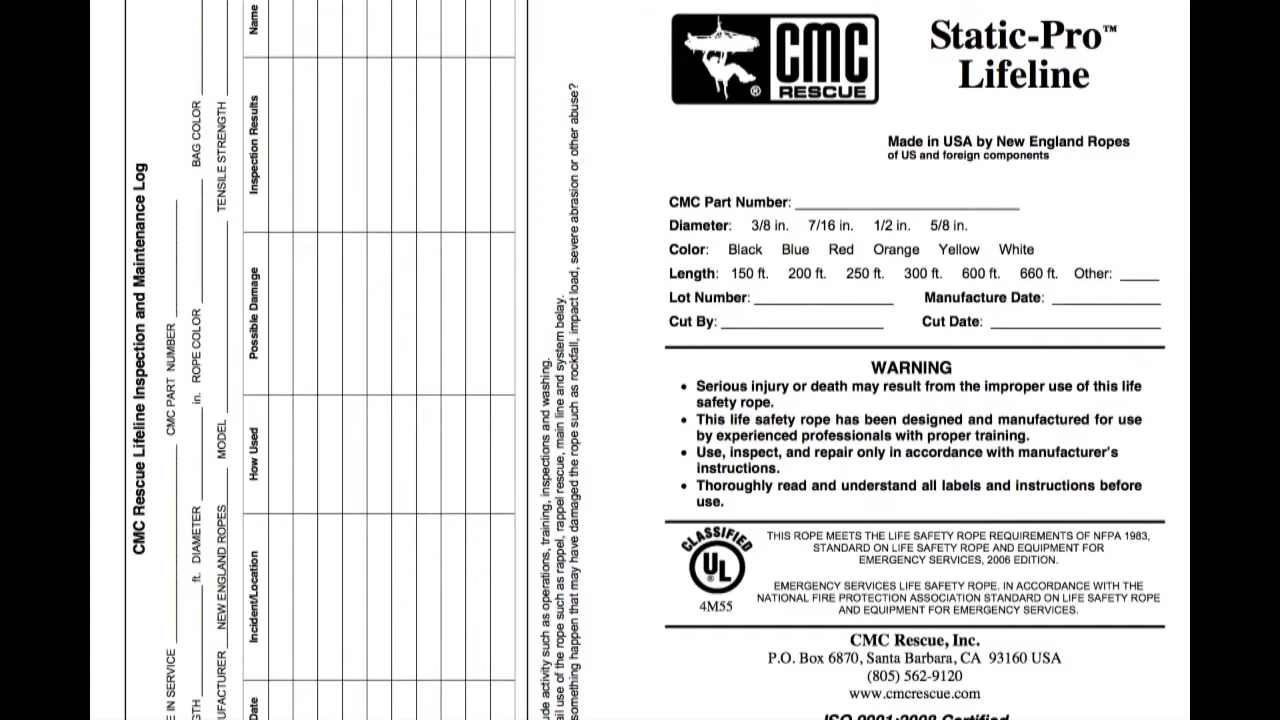 CMC Rescue Lifeline Inspection and Maintenance Log
E IN SERVICE CMC PART NUMBER
GTH ft. DIAMETER in. ROPE COLOR BAG COLOR
UFACTURER NEW ENGLAND ROPES MODEL TENSILE STRENGTH
Date Incident/Location How Used Possible Damage Inspection Results Name
de activity such as operations, training, inspections and washing.
il use of the rope such as rappel, rappel rescue, main line and system belay.
something happen that may have damaged the rope such as rockfall, impact load, severe abrasion or other abuse?
CMC
RESCUE
®
Static-Pro™
Lifeline
Made in USA by New England Ropes
of US and foreign components
CMC Part Number:
Diameter: 3/8 in. 7/16 in. 1/2 in. 5/8 in.
Color: Black Blue Red Orange Yellow White
Length: 150 ft. 200 ft. 250 ft. 300 ft. 600 ft. 660 ft. Other:
Lot Number: Manufacture Date:
Cut By: Cut Date:
WARNING
• Serious injury or death may result from the improper use of this life
safety rope.
• This life safety rope has been designed and manufactured for use
by experienced professionals with proper training.
• Use, inspect, and repair only in accordance with manufacturer's
instructions.
• Thoroughly read and understand all labels and instructions before
use.
CLASSIFIED
UL
®
4M55
THIS ROPE MEETS THE LIFE SAFETY ROPE REQUIREMENTS OF NFPA 1983,
STANDARD ON LIFE SAFETY ROPE AND EQUIPMENT FOR
EMERGENCY SERVICES, 2006 EDITION.
EMERGENCY SERVICES LIFE SAFETY ROPE. IN ACCORDANCE WITH THE
NATIONAL FIRE PROTECTION ASSOCIATION STANDARD ON LIFE SAFETY ROPE
AND EQUIPMENT FOR EMERGENCY SERVICES.
CMC Rescue, Inc.
P.O. Box 6870, Santa Barbara, CA 93160 USA
(805) 562-9120
www.cmcrescue.com
ISO 9001:2008 Certified